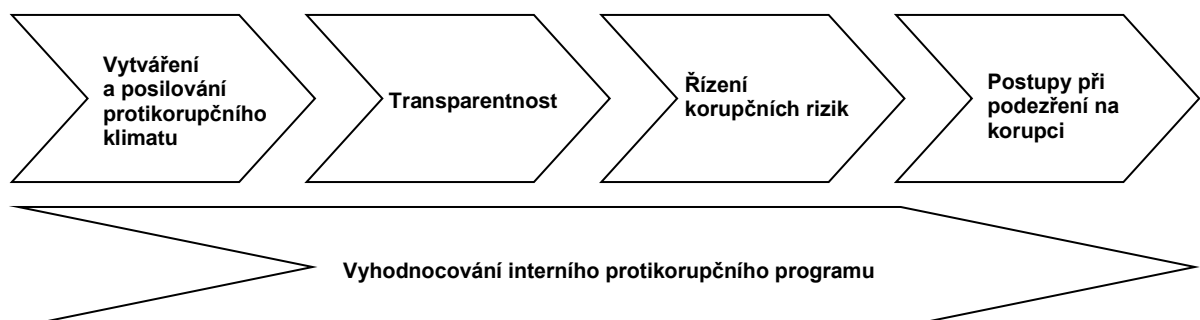 Vytváření
a posilování
protikorupčního
klimatu
Transparentnost
Řízení
korupčních rizik
Postupy při
podezření na
korupci
Vyhodnocování interního protikorupčního programu